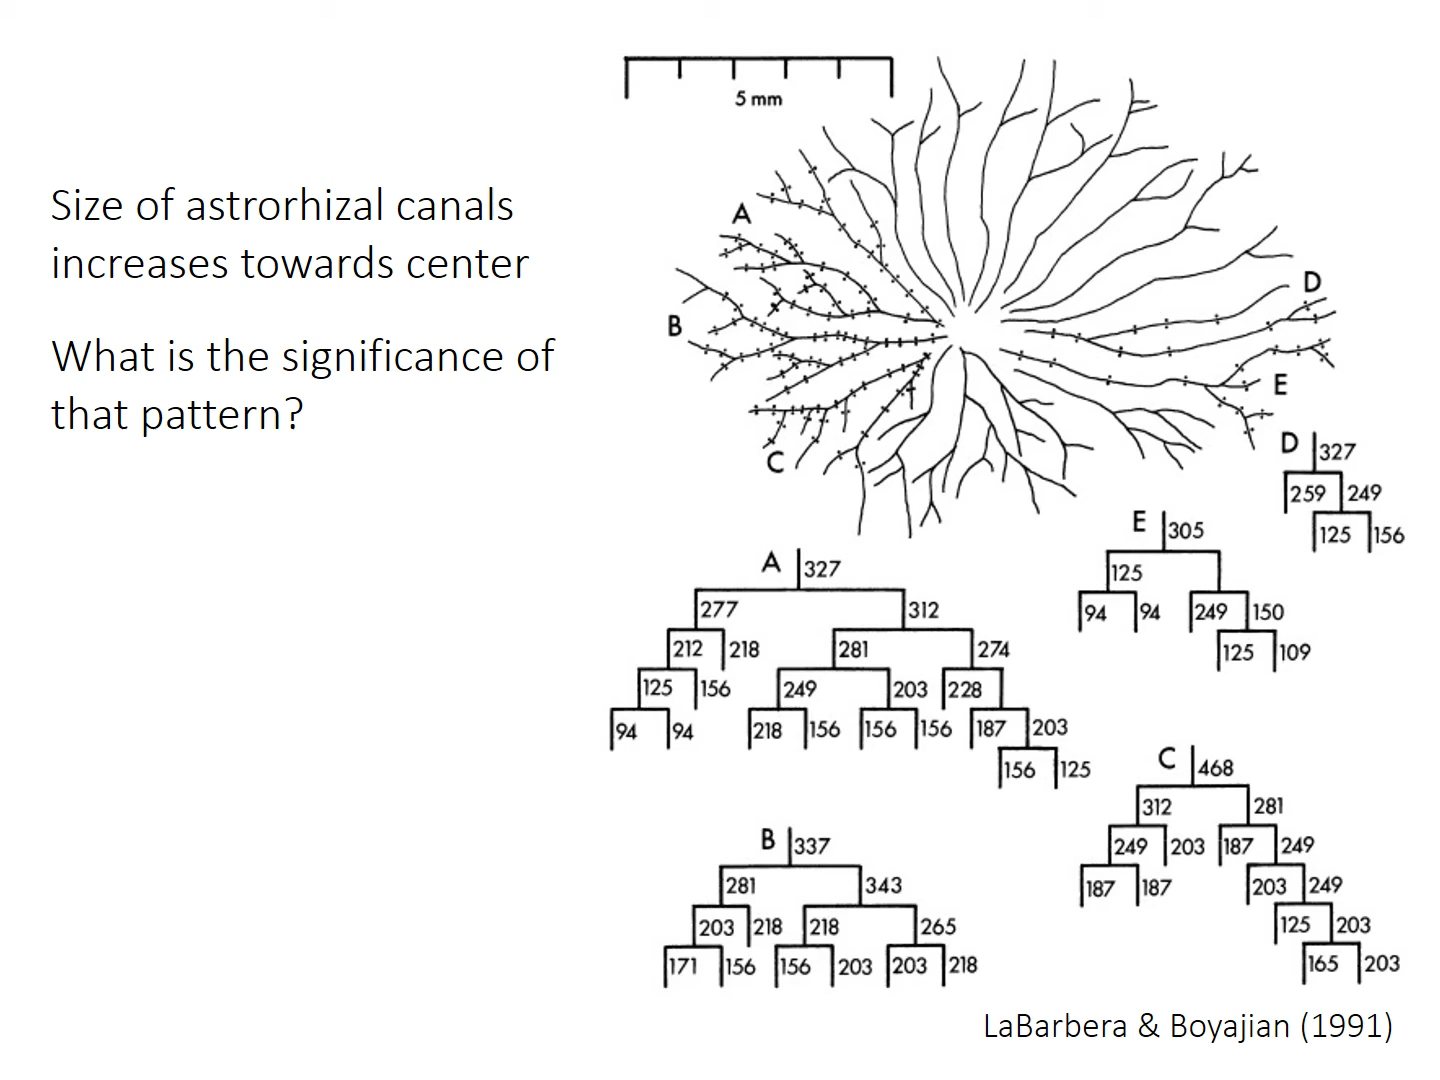 5 mm
Size of astrorhizal canals
increases towards center
What is the significance of
that pattern?
A
B
C
D
E
D 327
259 249
125 156
E 305
125
94 94 249 150
125 109
A 327
277 312
212 218 281 274
125 156 249 203 228
94 94 218 156 156 156 187 203
156 125
B 337
281 343
203 218 218 265
171 156 156 203 203 218
C 468
312 281
249 203 187 249
187 187 203 249
125 203
165 203
LaBarbera & Boyajian (1991)